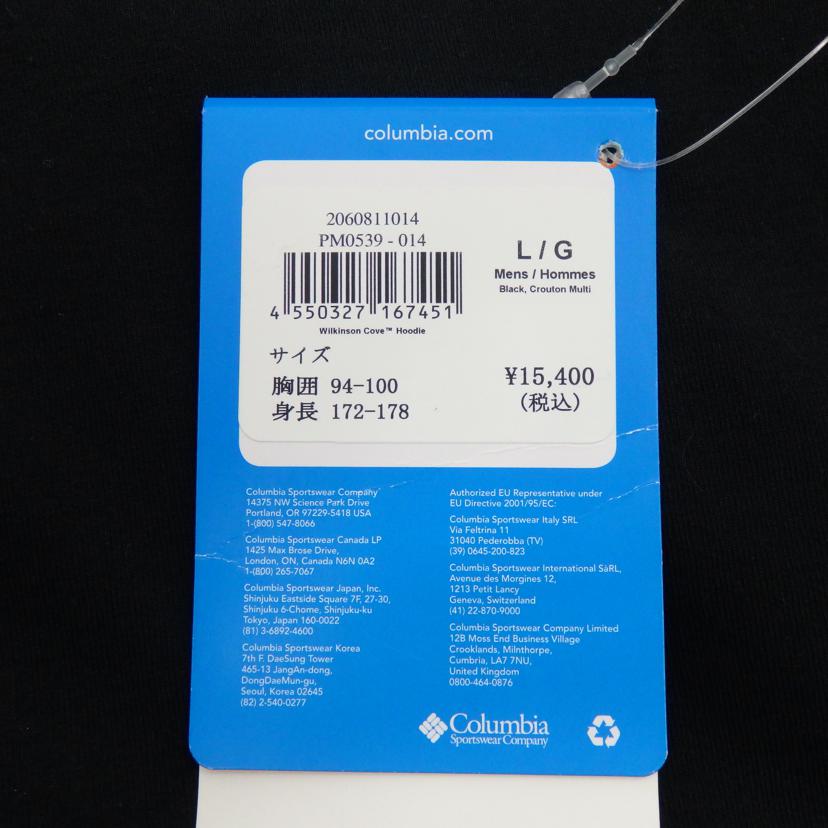 columbia.com
2060811014
PM0539 - 014
4 550327 167451
Wilkinson Cove™ Hoodie
L / G
Mens / Hommes
Black, Crouton Multi
サイズ
胸囲 94-100
身長 172-178
¥15,400
(税込)
Columbia Sportswear Company
14375 NW Science Park Drive
Portland, OR 97229-5418 USA
1-(800) 547-8066
Columbia Sportswear Canada LP
1425 Max Brose Drive,
London, ON, Canada N6N 0A2
1-(800) 265-7067
Columbia Sportswear Japan, Inc.
Shinjuku Eastside Square 7F, 27-30,
Shinjuku 6-Chome, Shinjuku-ku
Tokyo, Japan 160-0022
(81) 3-6892-4600
Columbia Sportswear Korea
7th F. DaeSung Tower
465-13 JangAn-dong,
DongDaeMun-gu,
Seoul, Korea 02645
(82) 2-540-0277
Authorized EU Representative under
EU Directive 2001/95/EC:
Columbia Sportswear Italy SRL
Via Feltrina 11
31040 Pederobba (TV)
(39) 0645-200-823
Columbia Sportswear International SàRL,
Avenue des Morgines 12,
1213 Petit Lancy
Geneva, Switzerland
(41) 22-870-9000
Columbia Sportswear Company Limited
12B Moss End Business Village
Crooklands, Milnthorpe,
Cumbria, LA7 7NU,
United Kingdom
0800-464-0876
Columbia
Sportswear Company